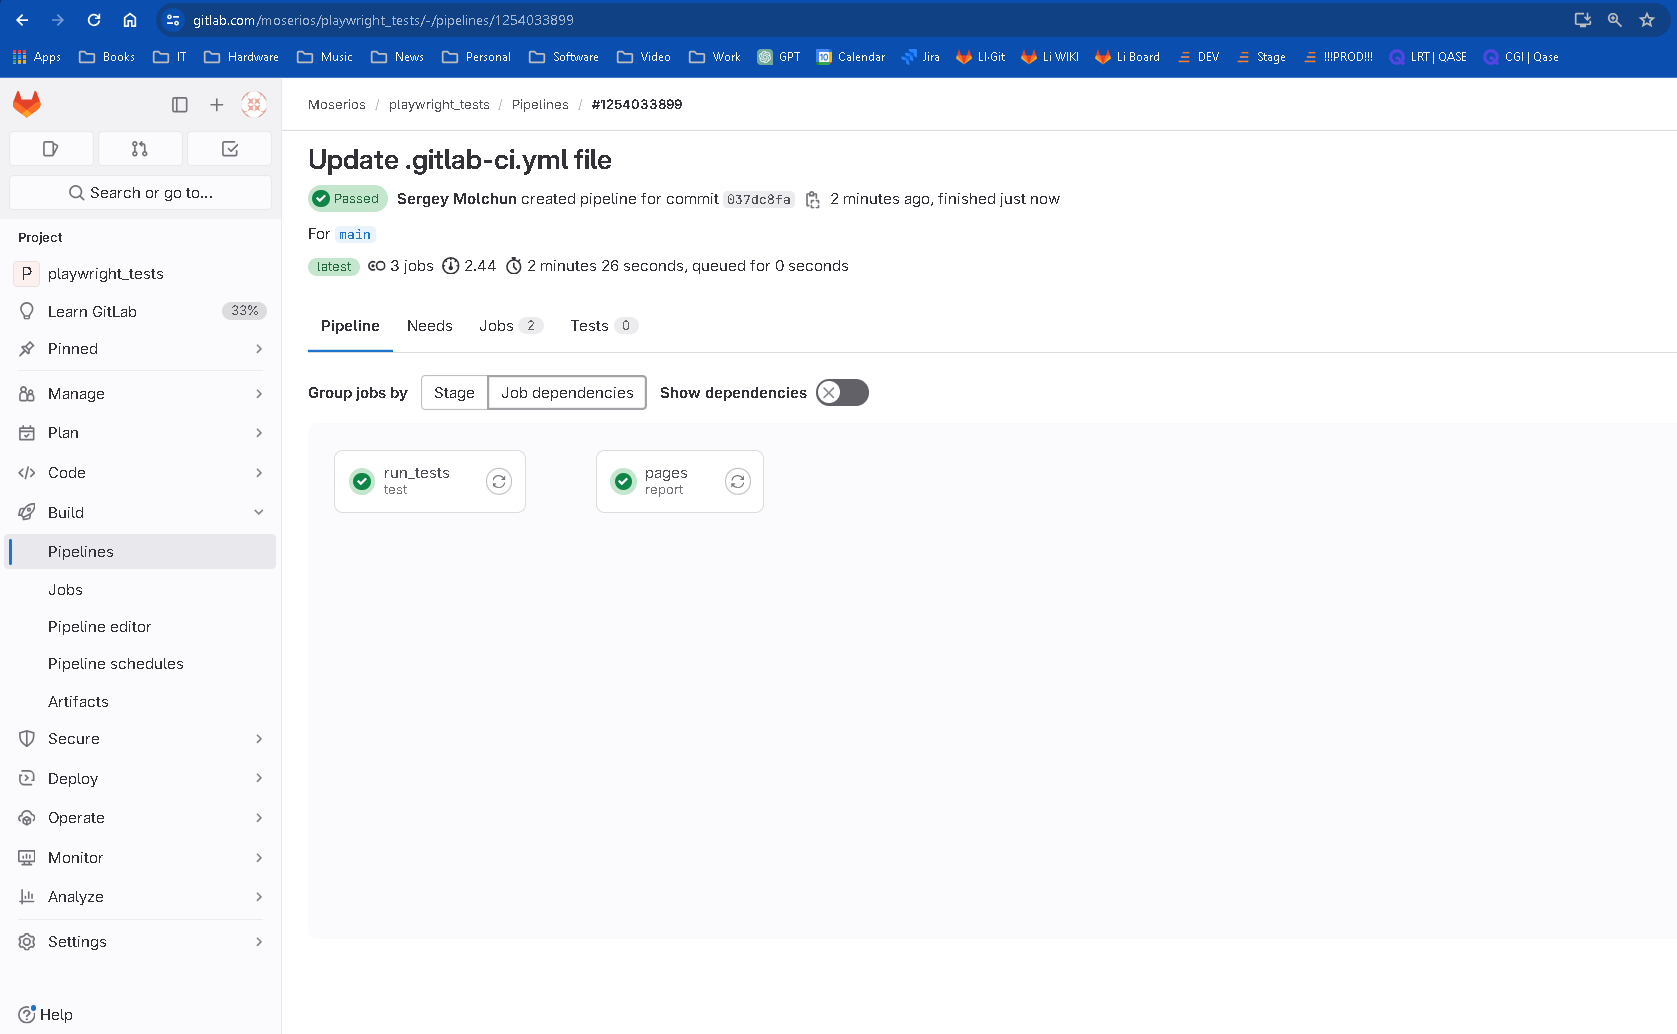 gitlab.com/moserios/playwright_tests/-/pipelines/1254033899
Apps Books IT Hardware Music News Personal Software Video Work GPT 10 Calendar Jira LI-Git Li WIKI Li Board DEV Stage !!!PROD!!! LRT | QASE CGI | Qase
Moserios / playwright_tests / Pipelines / #1254033899
Search or go to...
Project
P playwright_tests
Learn GitLab 33%
Pinned
Manage
Plan
Code
Build
Pipelines
Jobs
Pipeline editor
Pipeline schedules
Artifacts
Secure
Deploy
Operate
Monitor
Analyze
Settings
Help
Update .gitlab-ci.yml file
Passed Sergey Molchun created pipeline for commit 037dc8fa 2 minutes ago, finished just now
For main
latest 3 jobs 2.44 2 minutes 26 seconds, queued for 0 seconds
Pipeline Needs Jobs 2 Tests 0
Group jobs by Stage Job dependencies Show dependencies
run_tests
test
pages
report